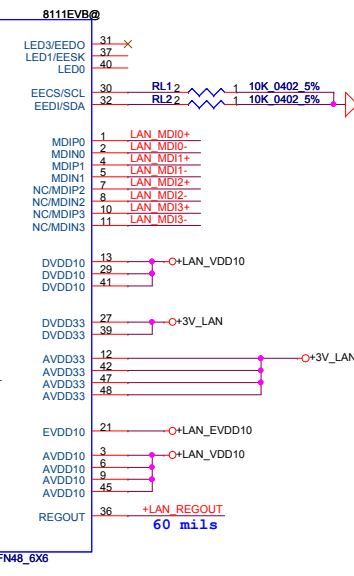 8111EVB@
LED3/EEDO 31
LED1/EESK 37
LED0 40
EECS/SCL 30 RL1 2 1 10K_0402_5%
EEDI/SDA 32 RL2 2 1 10K_0402_5%
MDIP0 1 LAN_MDI0+
MDIN0 2 LAN_MDI0-
MDIP1 4 LAN_MDI1+
MDIN1 5 LAN_MDI1-
NC/MDIP2 7 LAN_MDI2+
NC/MDIN2 8 LAN_MDI2-
NC/MDIP3 10 LAN_MDI3+
NC/MDIN3 11 LAN_MDI3-
DVDD10 13 +LAN_VDD10
DVDD10 29
DVDD10 41
DVDD33 27 +3V_LAN
DVDD33 39
AVDD33 12 +3V_LAN
AVDD33 42
AVDD33 47
AVDD33 48
EVDD10 21 +LAN_EVDD10
AVDD10 3 +LAN_VDD10
AVDD10 6
AVDD10 9
AVDD10 45
REGOUT 36 +LAN_REGOUT
60 mils
FN48_6X6